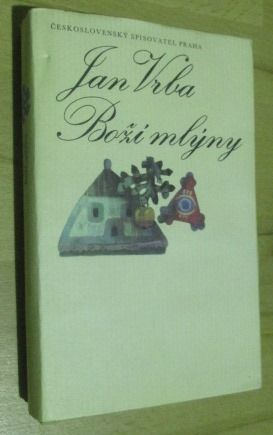 ČESKOSLOVENSKÝ SPISOVATEL PRAHA
Jan Vrba
Boží mlýny